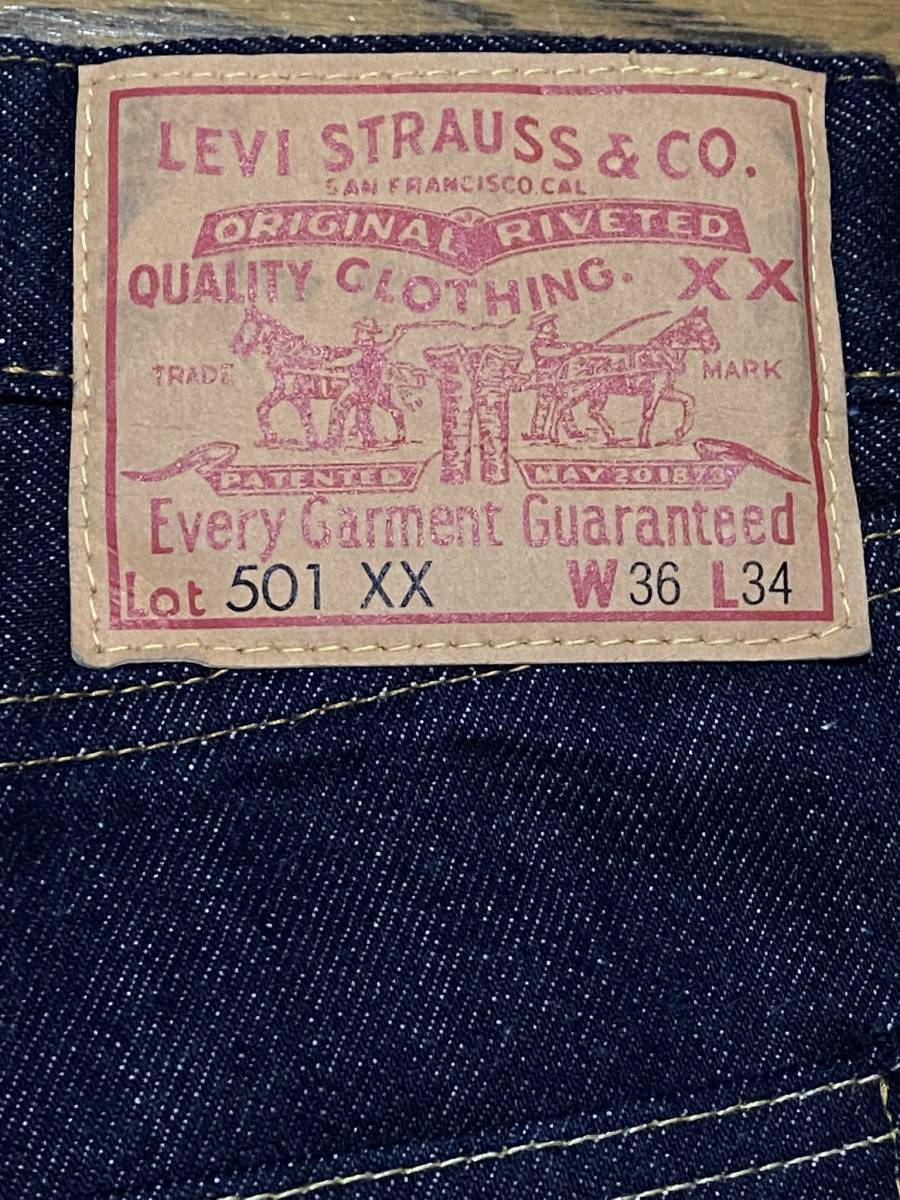 LEVI STRAUSS & CO.
SAN FRANCISCO. CAL
ORIGINAL RIVETED
QUALITY CLOTHING. XX
TRADE MARK
PATENTED MAY 20 1873
Every Garment Guaranteed
Lot 501 XX W36 L34